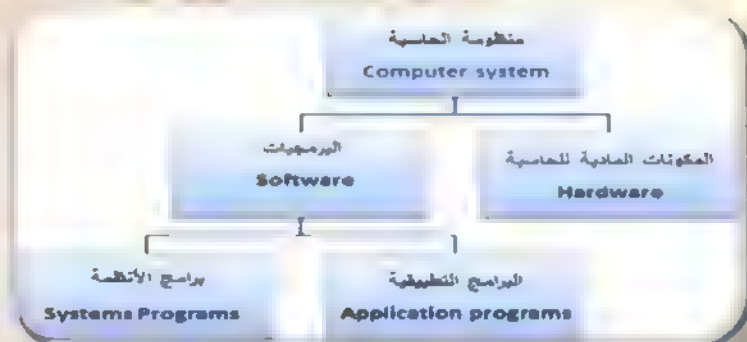 منظومة الحاسبة
Computer system
البرمجيات
Software
المكونات المادية للحاسبة
Hardware
برامج الأنظمة
Systems Programs
البرامج التطبيقية
Application programs